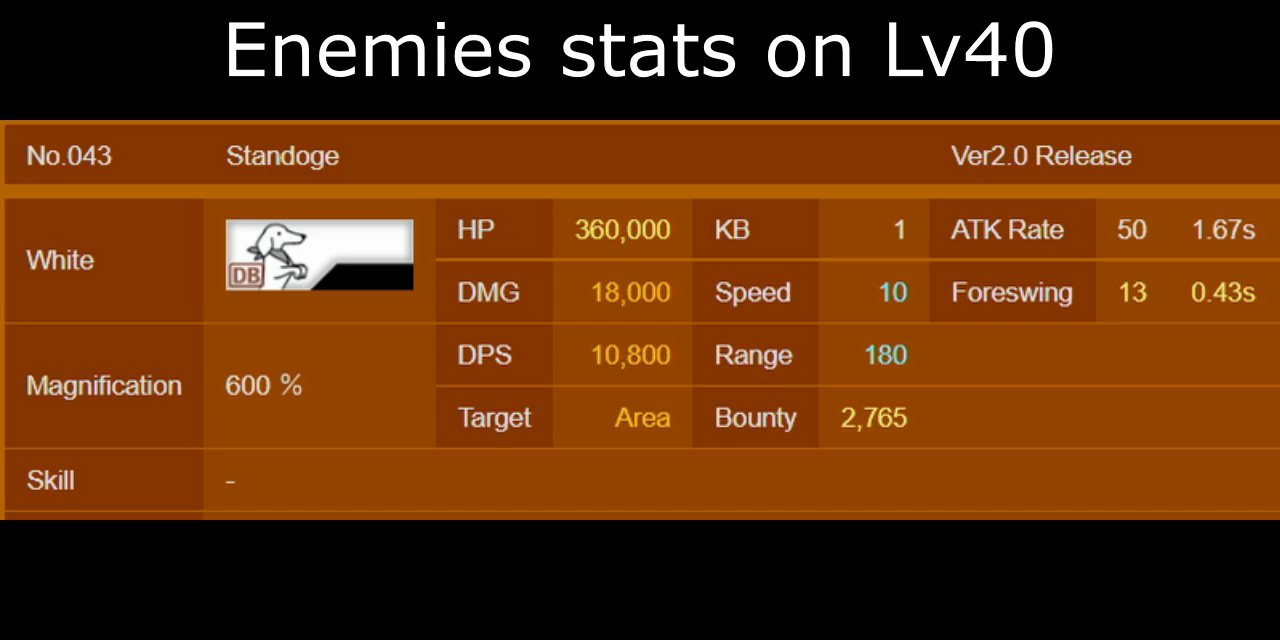 Enemies stats on Lv40
No.043 Standoge Ver2.0 Release
White DB HP 360,000 KB 1 ATK Rate 50 1.67s
DMG 18,000 Speed 10 Foreswing 13 0.43s
Magnification 600 % DPS 10,800 Range 180
Target Area Bounty 2,765
Skill -